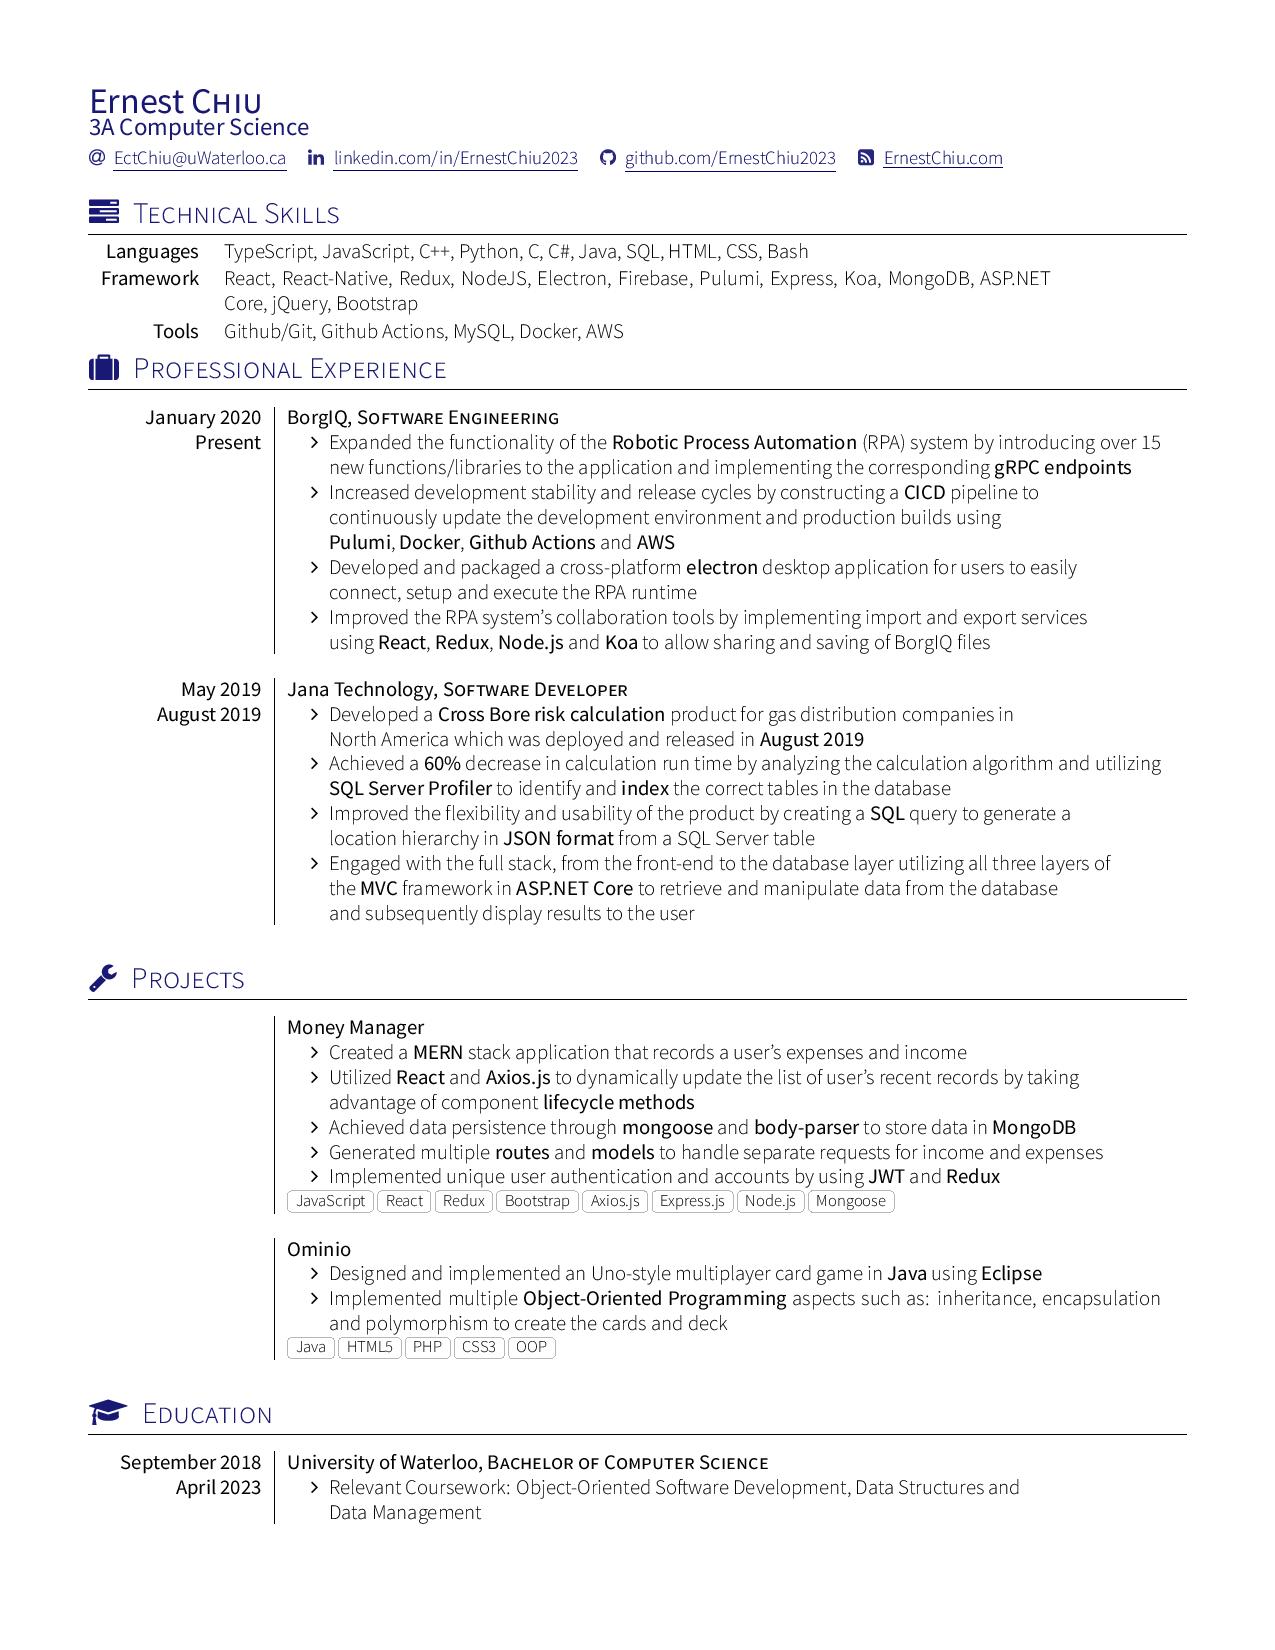 Ernest CHIU
3A Computer Science
EctChiu@uWaterloo.ca linkedin.com/in/ErnestChiu2023 github.com/ErnestChiu2023 ErnestChiu.com
TECHNICAL SKILLS
Languages TypeScript, JavaScript, C++, Python, C, C#, Java, SQL, HTML, CSS, Bash
Framework React, React-Native, Redux, NodeJS, Electron, Firebase, Pulumi, Express, Koa, MongoDB, ASP.NET
Core, jQuery, Bootstrap
Tools Github/Git, Github Actions, MySQL, Docker, AWS
PROFESSIONAL EXPERIENCE
January 2020 BorgIQ, SOFTWARE ENGINEERING
Present Expanded the functionality of the Robotic Process Automation (RPA) system by introducing over 15
new functions/libraries to the application and implementing the corresponding gRPC endpoints
Increased development stability and release cycles by constructing a CICD pipeline to
continuously update the development environment and production builds using
Pulumi, Docker, Github Actions and AWS
Developed and packaged a cross-platform electron desktop application for users to easily
connect, setup and execute the RPA runtime
Improved the RPA system's collaboration tools by implementing import and export services
using React, Redux, Node.js and Koa to allow sharing and saving of BorgIQ files
May 2019 Jana Technology, SOFTWARE DEVELOPER
August 2019 Developed a Cross Bore risk calculation product for gas distribution companies in
North America which was deployed and released in August 2019
Achieved a 60% decrease in calculation run time by analyzing the calculation algorithm and utilizing
SQL Server Profiler to identify and index the correct tables in the database
Improved the flexibility and usability of the product by creating a SQL query to generate a
location hierarchy in JSON format from a SQL Server table
Engaged with the full stack, from the front-end to the database layer utilizing all three layers of
the MVC framework in ASP.NET Core to retrieve and manipulate data from the database
and subsequently display results to the user
PROJECTS
Money Manager
Created a MERN stack application that records a user's expenses and income
Utilized React and Axios.js to dynamically update the list of user's recent records by taking
advantage of component lifecycle methods
Achieved data persistence through mongoose and body-parser to store data in MongoDB
Generated multiple routes and models to handle separate requests for income and expenses
Implemented unique user authentication and accounts by using JWT and Redux
JavaScript React Redux Bootstrap Axios.js Express.js Node.js Mongoose
Ominio
Designed and implemented an Uno-style multiplayer card game in Java using Eclipse
Implemented multiple Object-Oriented Programming aspects such as: inheritance, encapsulation
and polymorphism to create the cards and deck
Java HTML5 PHP CSS3 OOP
EDUCATION
September 2018 University of Waterloo, BACHELOR OF COMPUTER SCIENCE
April 2023 Relevant Coursework: Object-Oriented Software Development, Data Structures and
Data Management